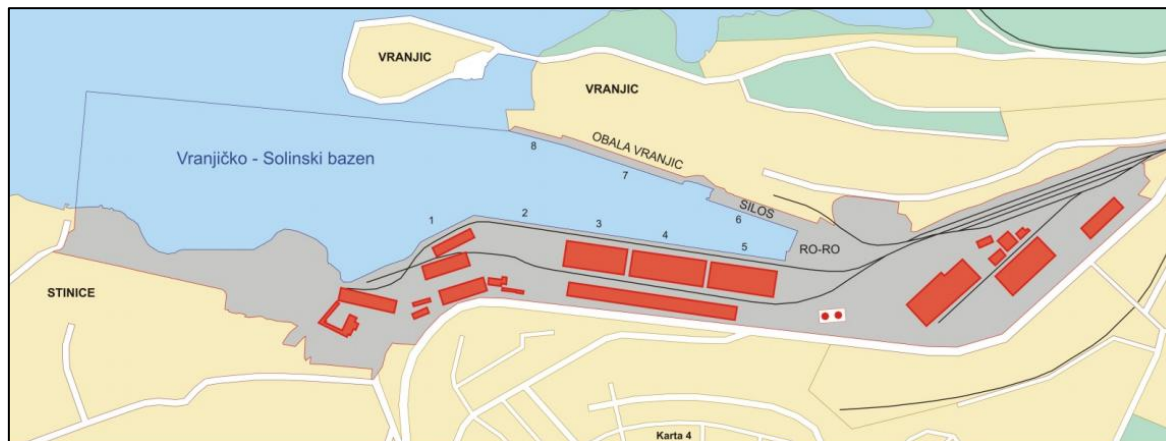 VRANJIC
VRANJIC
8
OBALA VRANJIC
Vranjičko - Solinski bazen
7
SILOS
1
2
3
4
5
6
RO-RO
STINICE
Karta 4